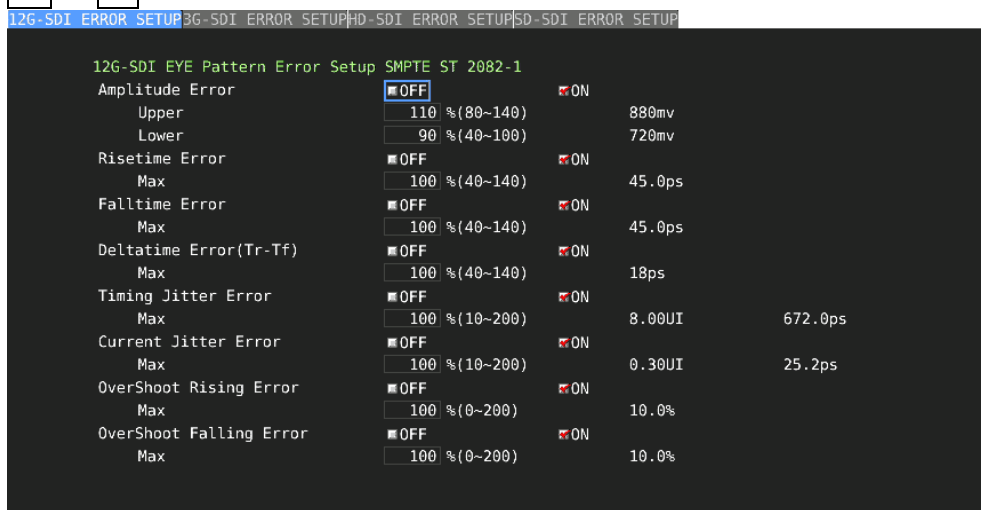 12G-SDI ERROR SETUP 3G-SDI ERROR SETUP HD-SDI ERROR SETUP SD-SDI ERROR SETUP
12G-SDI EYE Pattern Error Setup SMPTE ST 2082-1
Amplitude Error OFF ON
Upper 110 %(80~140) 880mv
Lower 90 %(40~100) 720mv
Risetime Error OFF ON
Max 100 %(40~140) 45.0ps
Falltime Error OFF ON
Max 100 %(40~140) 45.0ps
Deltatime Error(Tr-Tf) OFF ON
Max 100 %(40~140) 18ps
Timing Jitter Error OFF ON
Max 100 %(10~200) 8.00UI 672.0ps
Current Jitter Error OFF ON
Max 100 %(10~200) 0.30UI 25.2ps
OverShoot Rising Error OFF ON
Max 100 %(0~200) 10.0%
OverShoot Falling Error OFF ON
Max 100 %(0~200) 10.0%